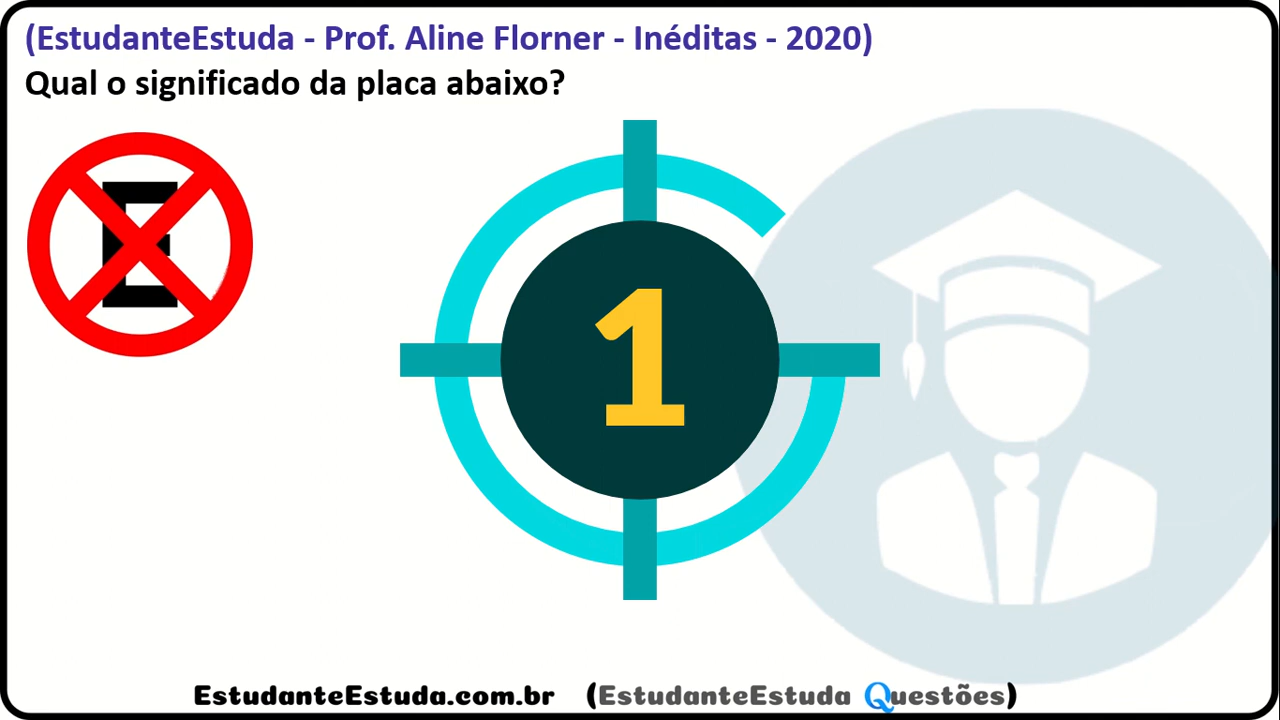 (EstudanteEstuda - Prof. Aline Florner - Inéditas - 2020)
Qual o significado da placa abaixo?
E
1
EstudanteEstuda.com.br (EstudanteEstuda Questões)